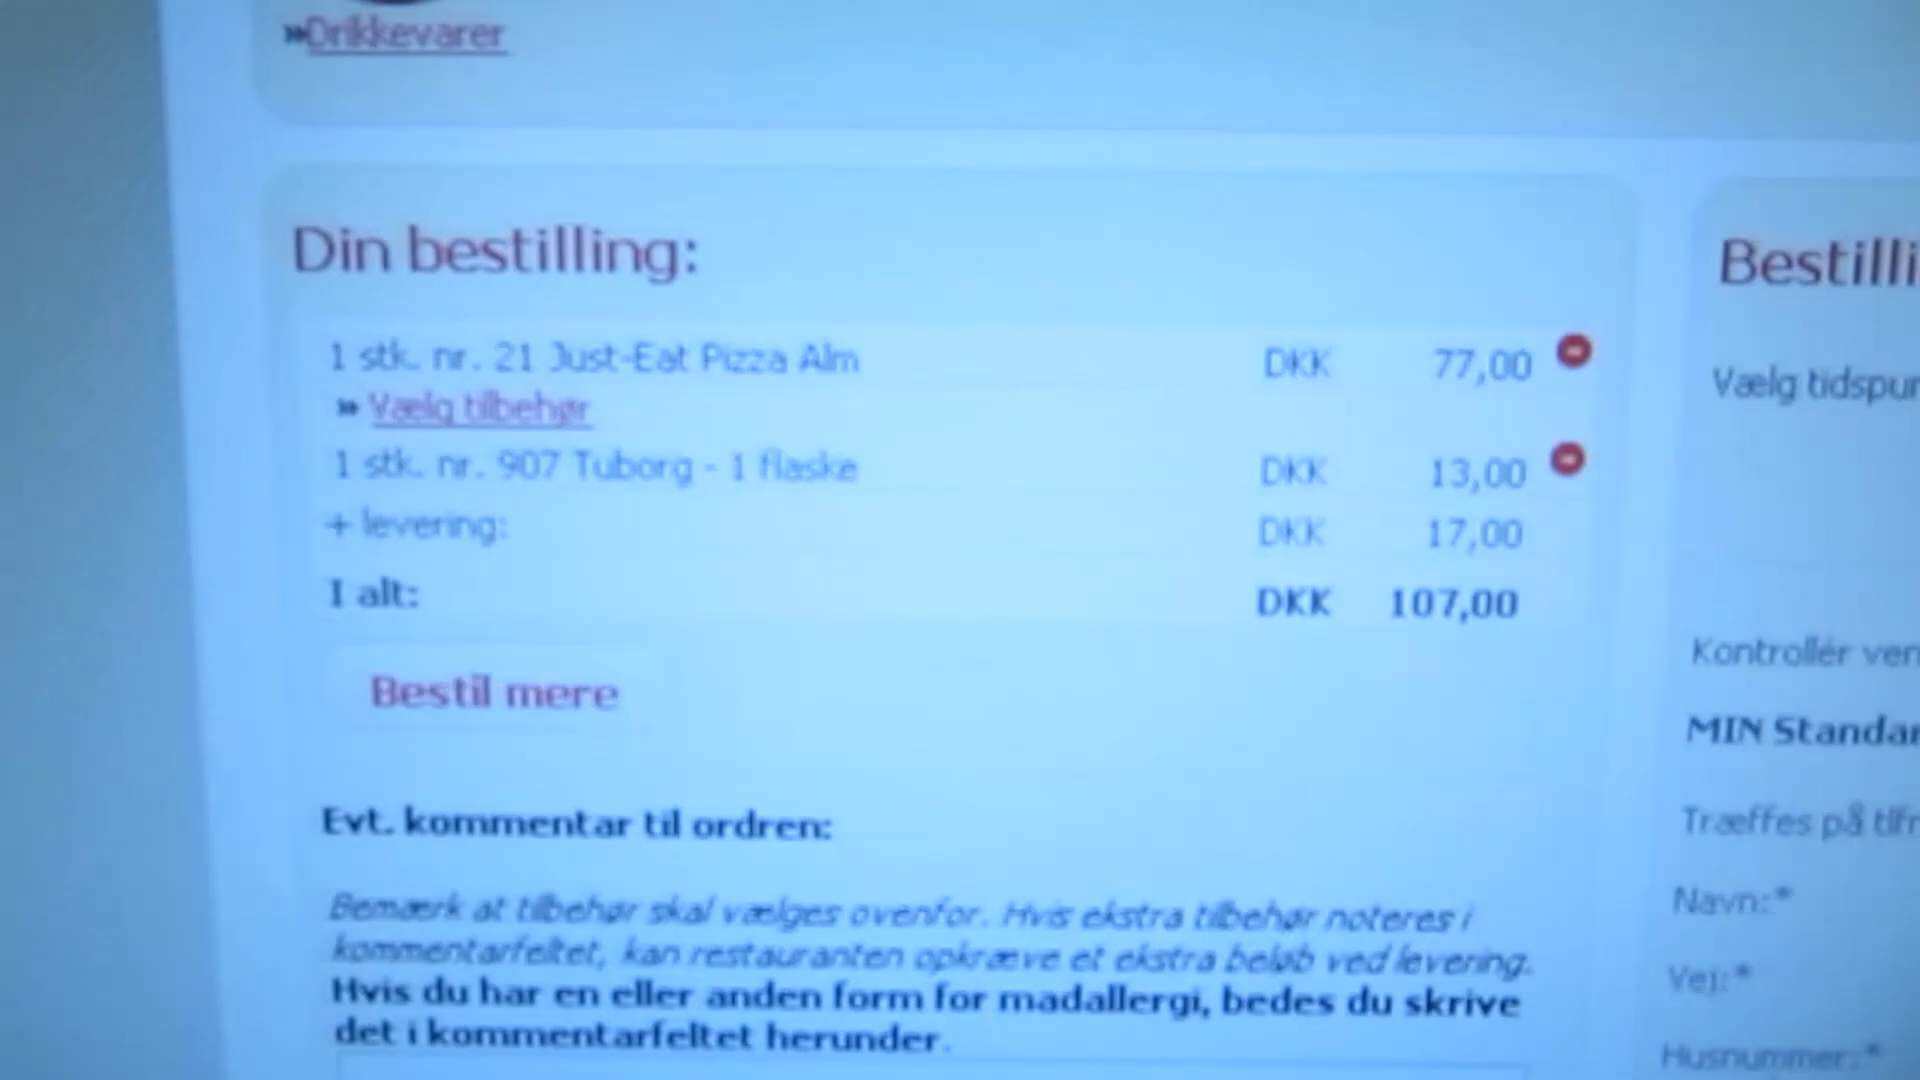 »Drikkevarer
Din bestilling:
1 stk. nr. 21 Just-Eat Pizza Alm DKK 77,00
» Vælg tilbehør
1 stk. nr. 907 Tuborg - 1 flaske DKK 13,00
+ levering: DKK 17,00
I alt: DKK 107,00
Bestil mere
Evt. kommentar til ordren:
Bemærk at tilbehør skal vælges ovenfor. Hvis ekstra tilbehør noteres i
kommentarfeltet, kan restauranten opkræve et ekstra beløb ved levering.
Hvis du har en eller anden form for madallergi, bedes du skrive
det i kommentarfeltet herunder.
Bestilli
Vælg tidspun
Kontrollér ven
MIN Standar
Træffes på tlfn
Navn:*
Vej:*
Husnummer:*